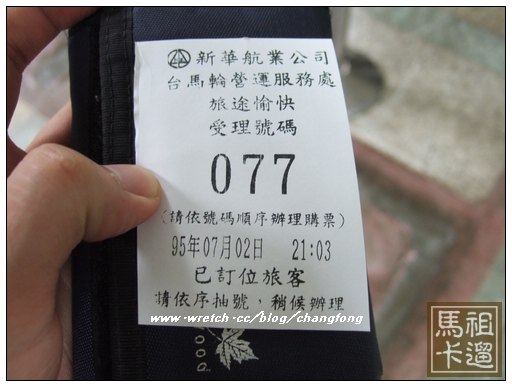 新華航業公司
台馬輪營運服務處
旅途愉快
受理號碼
077
(請依號碼順序辦理購票)
95年07月02日 21:03
已訂位旅客
請依序抽號，稍候辦理
www.wretch.cc/blog/changfong
ood
馬祖
卡遛